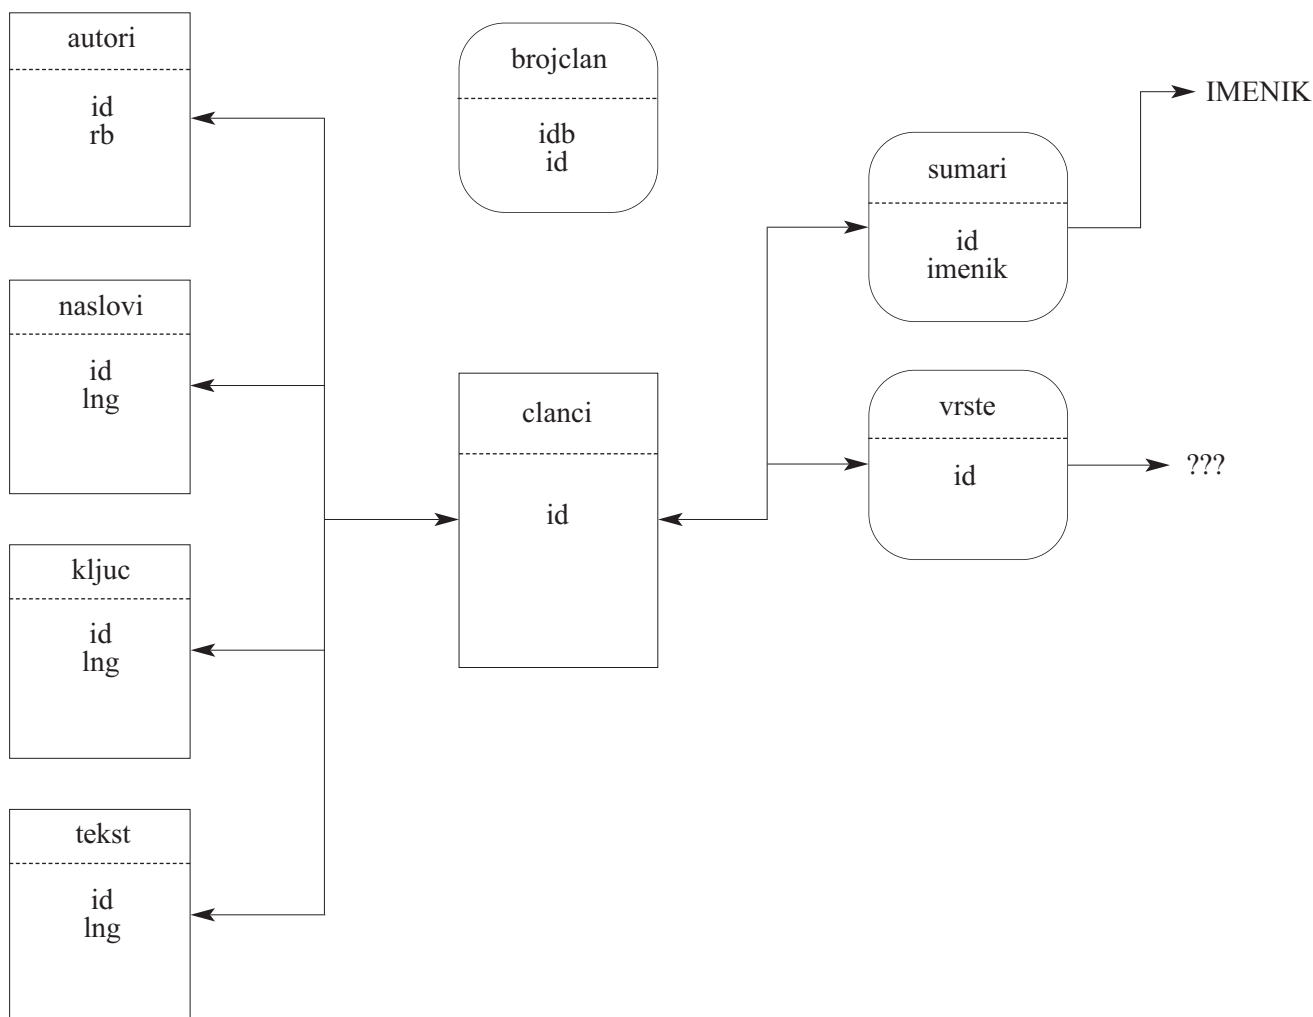 autori
id
rb
naslovi
id
lng
kljuc
id
lng
tekst
id
lng
brojclan
idb
id
clanci
id
sumari
id
imenik
vrste
id
IMENIK
???